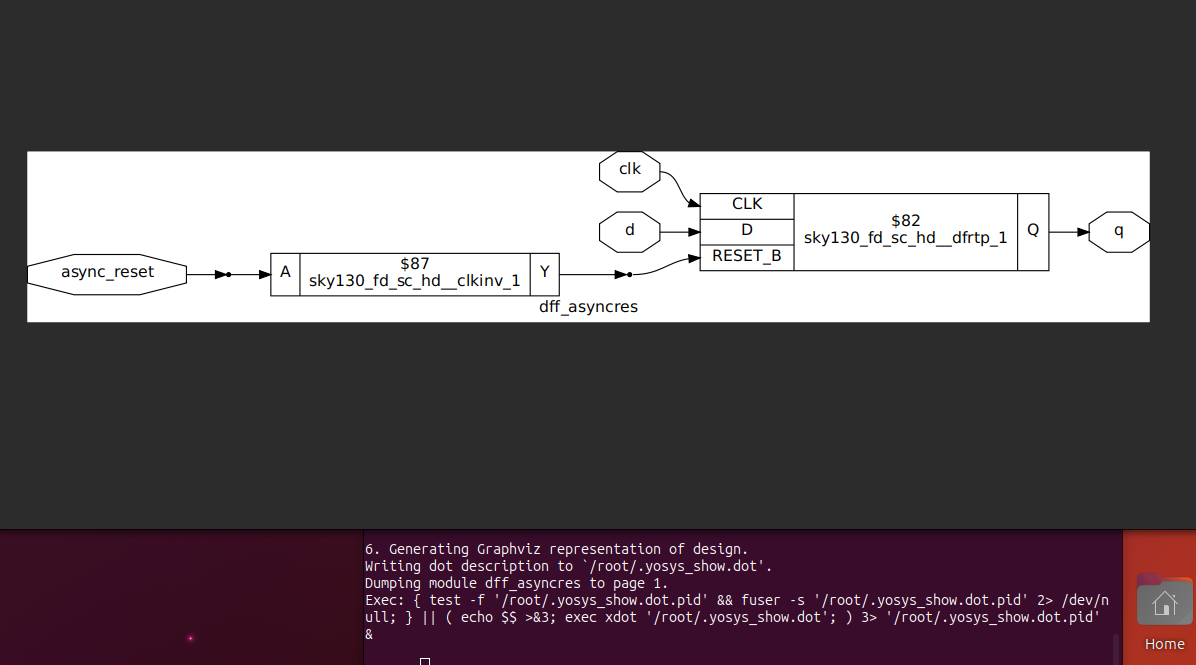 clk
CLK
$82
d
D
sky130_fd_sc_hd__dfrtp_1
Q
q
RESET_B
async_reset
A
$87
sky130_fd_sc_hd__clkinv_1
Y
dff_asyncres
6. Generating Graphviz representation of design.
Writing dot description to `/root/.yosys_show.dot'.
Dumping module dff_asyncres to page 1.
Exec: { test -f '/root/.yosys_show.dot.pid' && fuser -s '/root/.yosys_show.dot.pid' 2> /dev/n
ull; } || ( echo $$ >&3; exec xdot '/root/.yosys_show.dot'; ) 3> '/root/.yosys_show.dot.pid'
&
Home